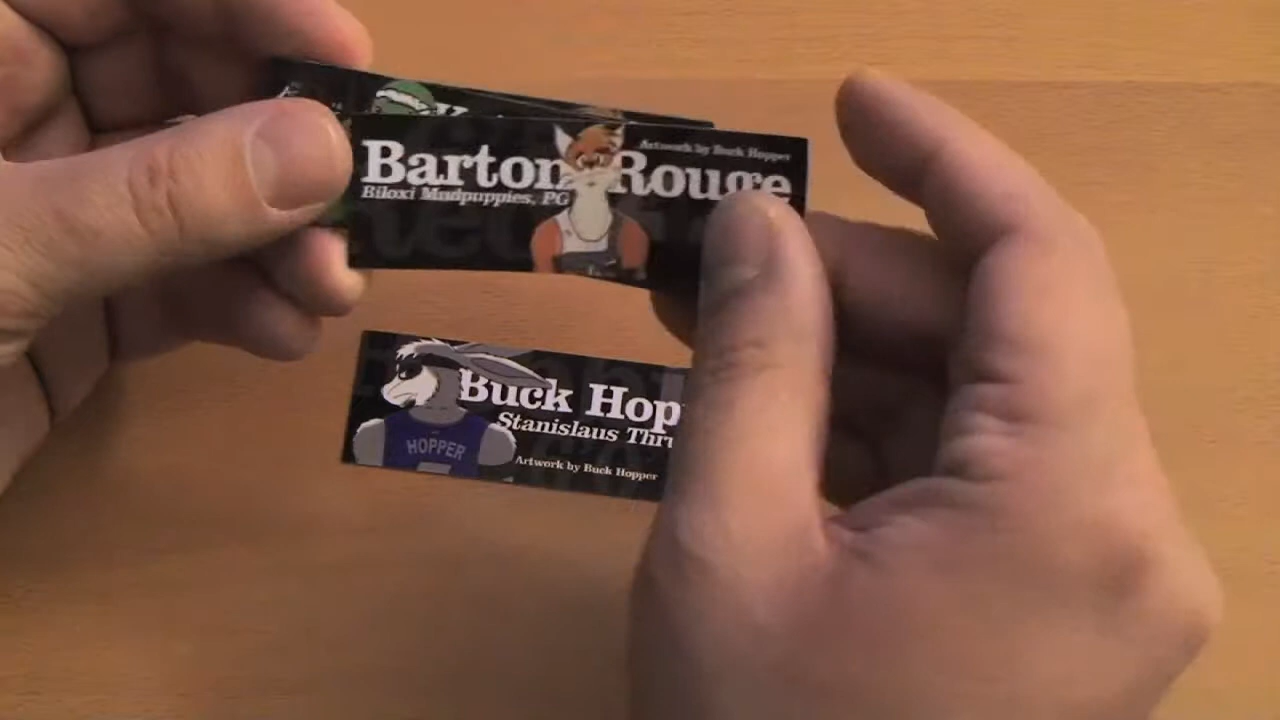 Artwork by Buck Hopper
Barton Rouge
Biloxi Mudpuppies, PG
Buck Hop
Stanislaus Thr
HOPPER
Artwork by Buck Hopper